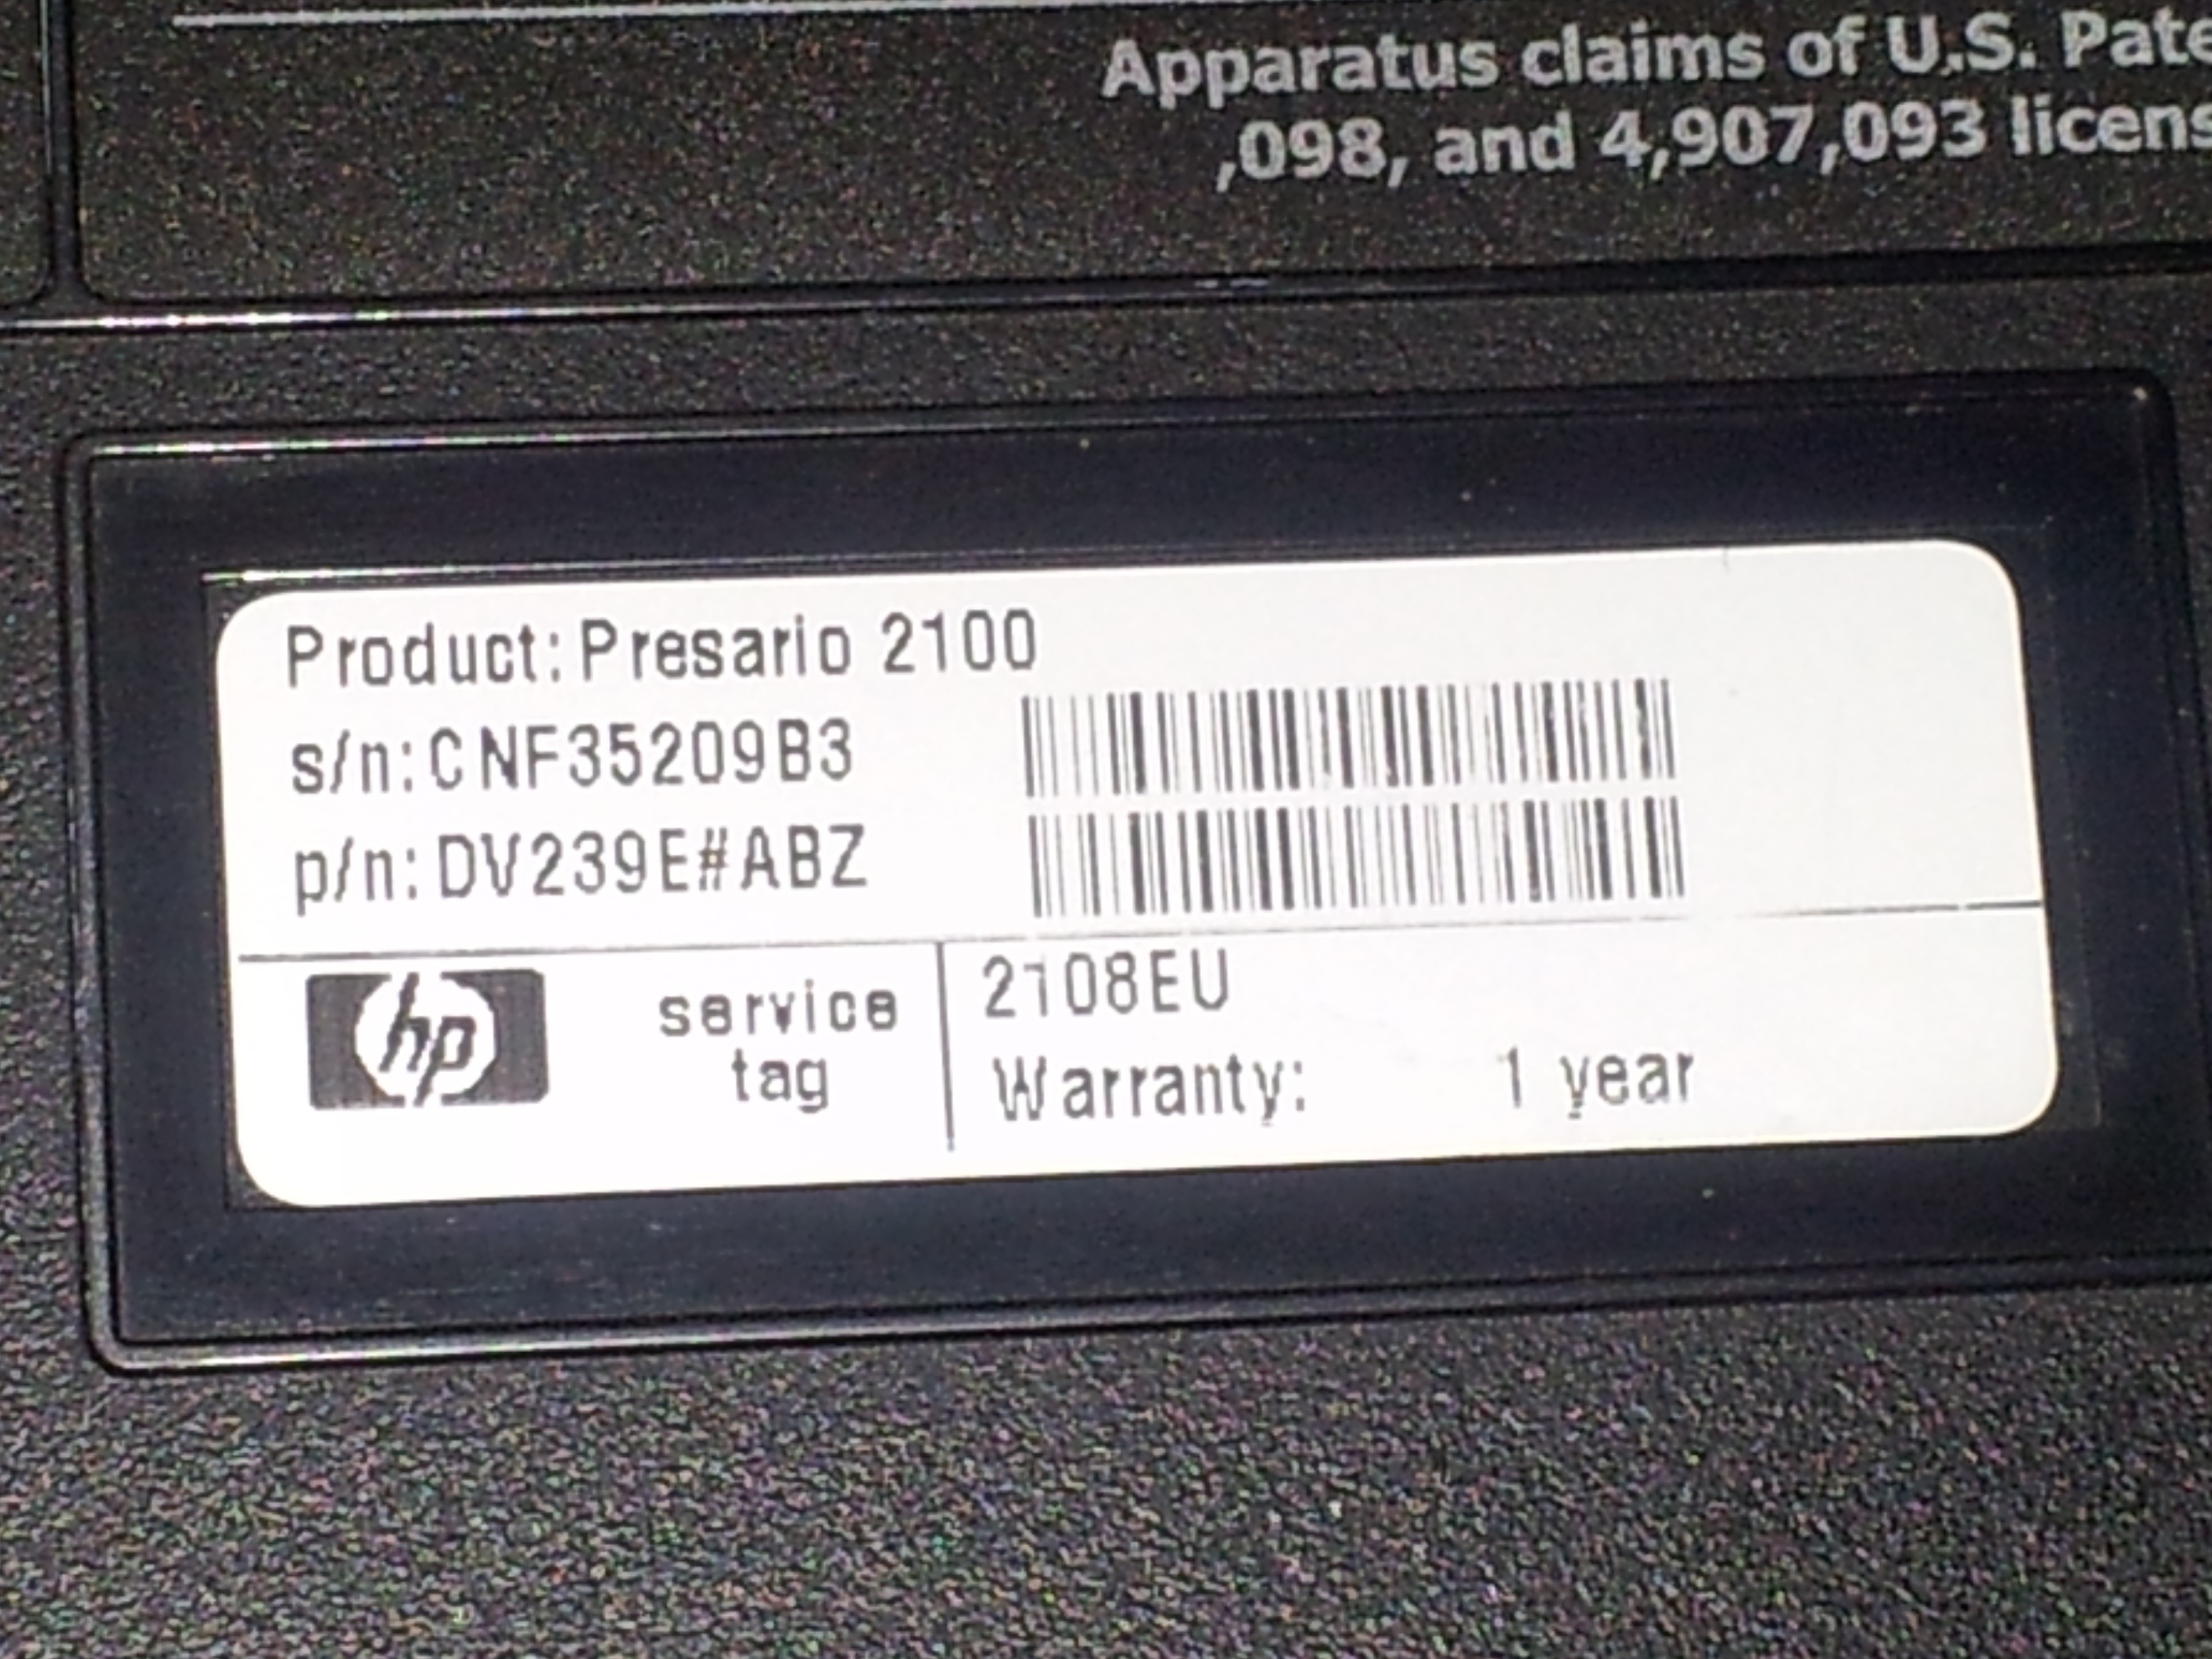 Apparatus claims of U.S. Pate
,098, and 4,907,093 licens
Product: Presario 2100
s/n: CNF35209B3
p/n: DV239E#ABZ
hp
service
tag
2108EU
Warranty: 1 year